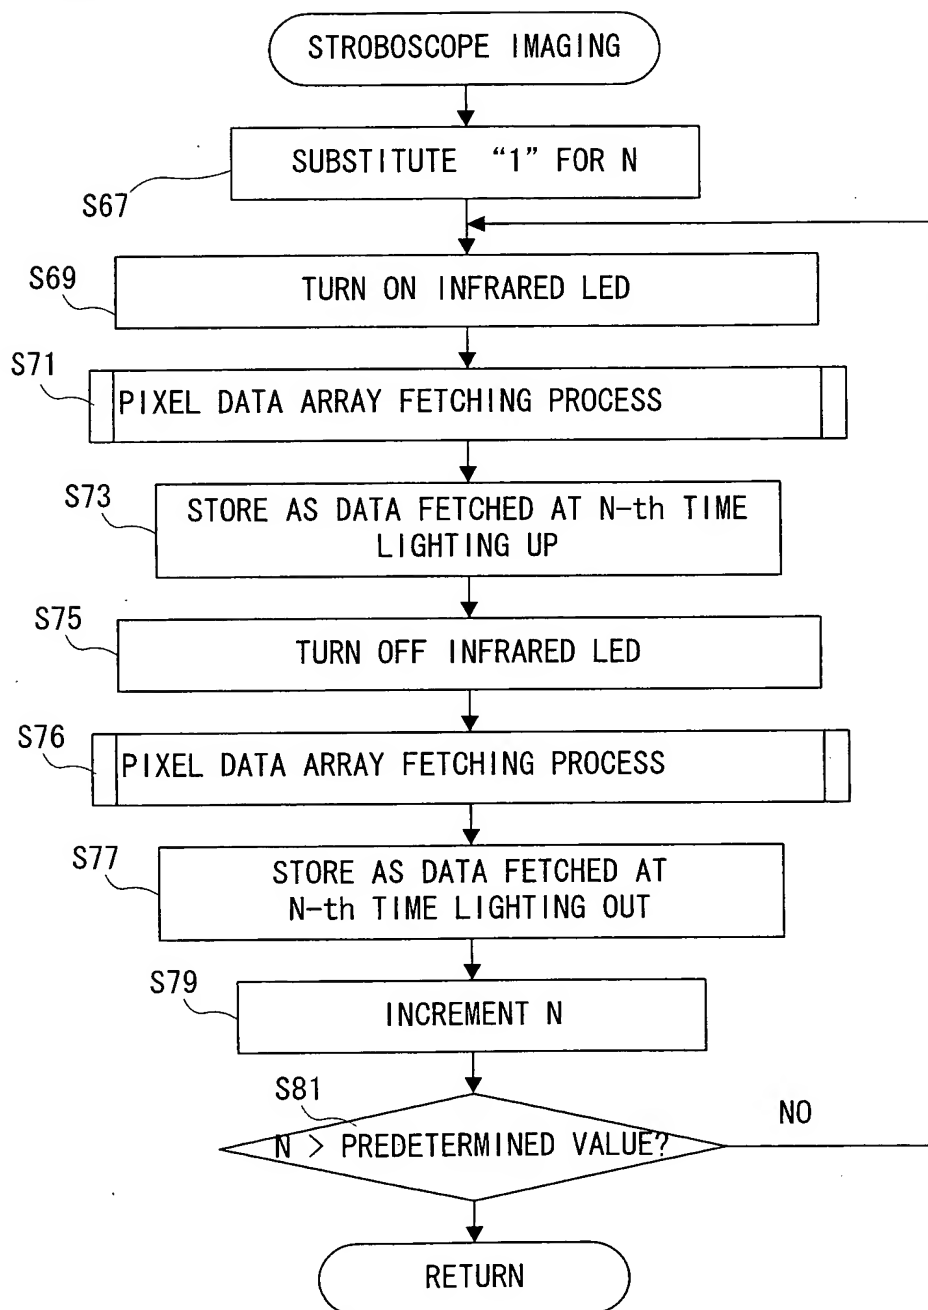 STROBOSCOPE IMAGING
SUBSTITUTE “1” FOR N
S67
S69
TURN ON INFRARED LED
S71
PIXEL DATA ARRAY FETCHING PROCESS
S73
STORE AS DATA FETCHED AT N-th TIME
LIGHTING UP
S75
TURN OFF INFRARED LED
S76
PIXEL DATA ARRAY FETCHING PROCESS
S77
STORE AS DATA FETCHED AT
N-th TIME LIGHTING OUT
S79
INCREMENT N
S81
NO
N > PREDETERMINED VALUE?
RETURN